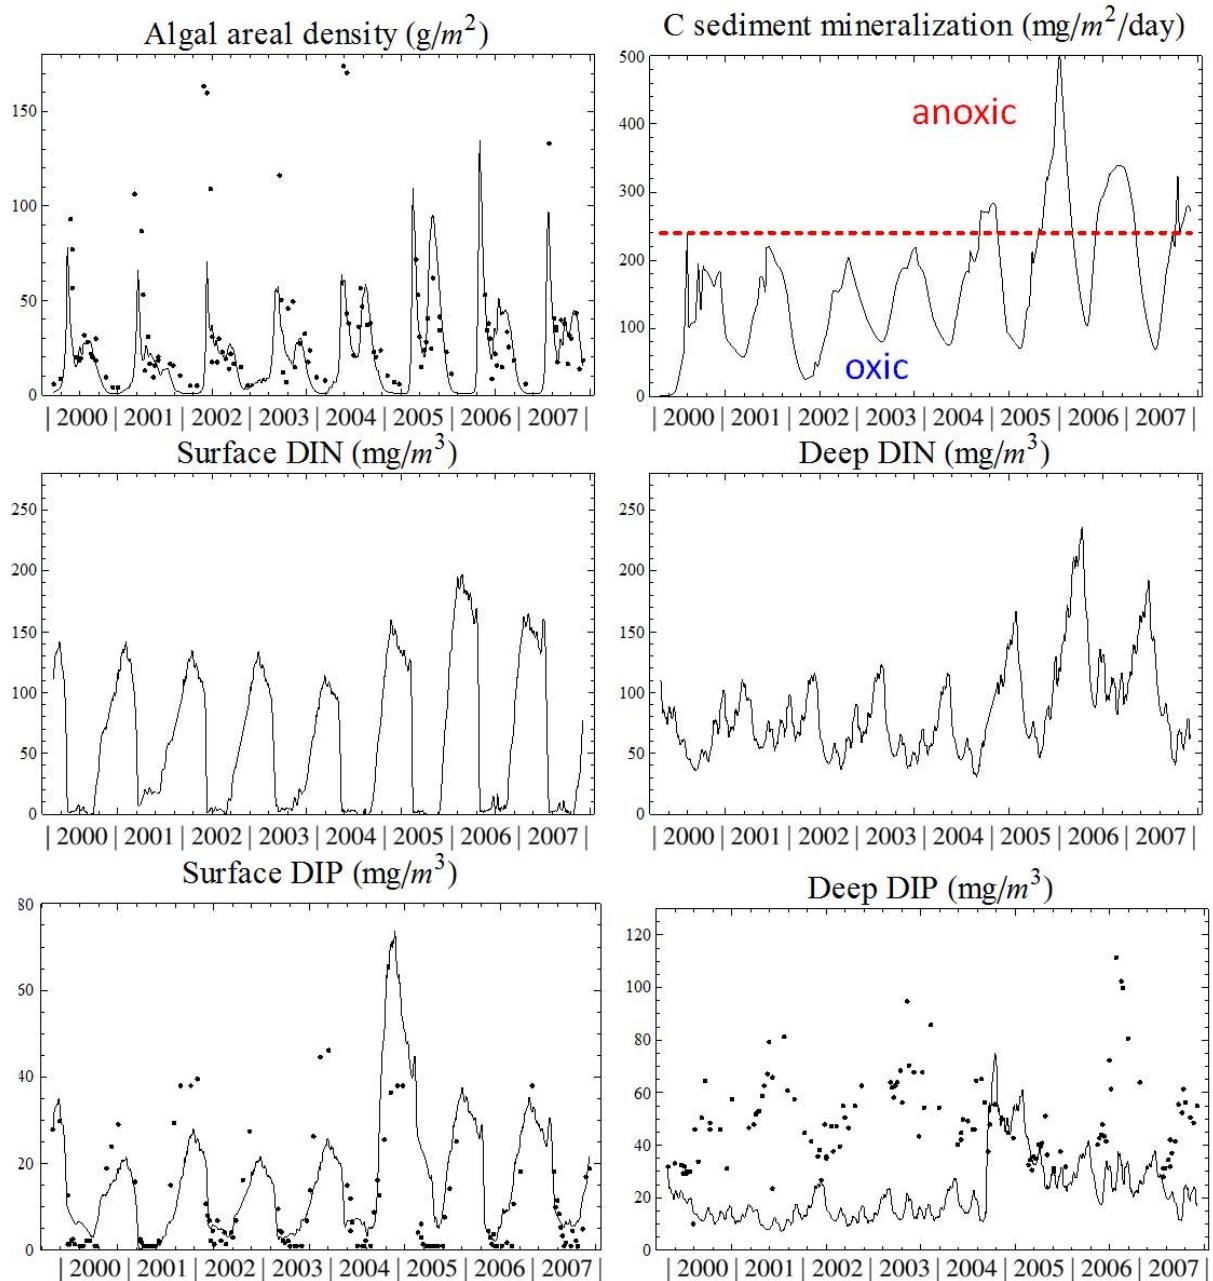 Algal areal density (g/m²)
150
100
50
0
| 2000 | 2001 | 2002 | 2003 | 2004 | 2005 | 2006 | 2007 |
C sediment mineralization (mg/m²/day)
500
400
300
200
100
0
anoxic
oxic
| 2000 | 2001 | 2002 | 2003 | 2004 | 2005 | 2006 | 2007 |
Surface DIN (mg/m³)
250
200
150
100
50
0
| 2000 | 2001 | 2002 | 2003 | 2004 | 2005 | 2006 | 2007 |
Deep DIN (mg/m³)
250
200
150
100
50
0
| 2000 | 2001 | 2002 | 2003 | 2004 | 2005 | 2006 | 2007 |
Surface DIP (mg/m³)
80
60
40
20
0
| 2000 | 2001 | 2002 | 2003 | 2004 | 2005 | 2006 | 2007 |
Deep DIP (mg/m³)
120
100
80
60
40
20
0
| 2000 | 2001 | 2002 | 2003 | 2004 | 2005 | 2006 | 2007 |